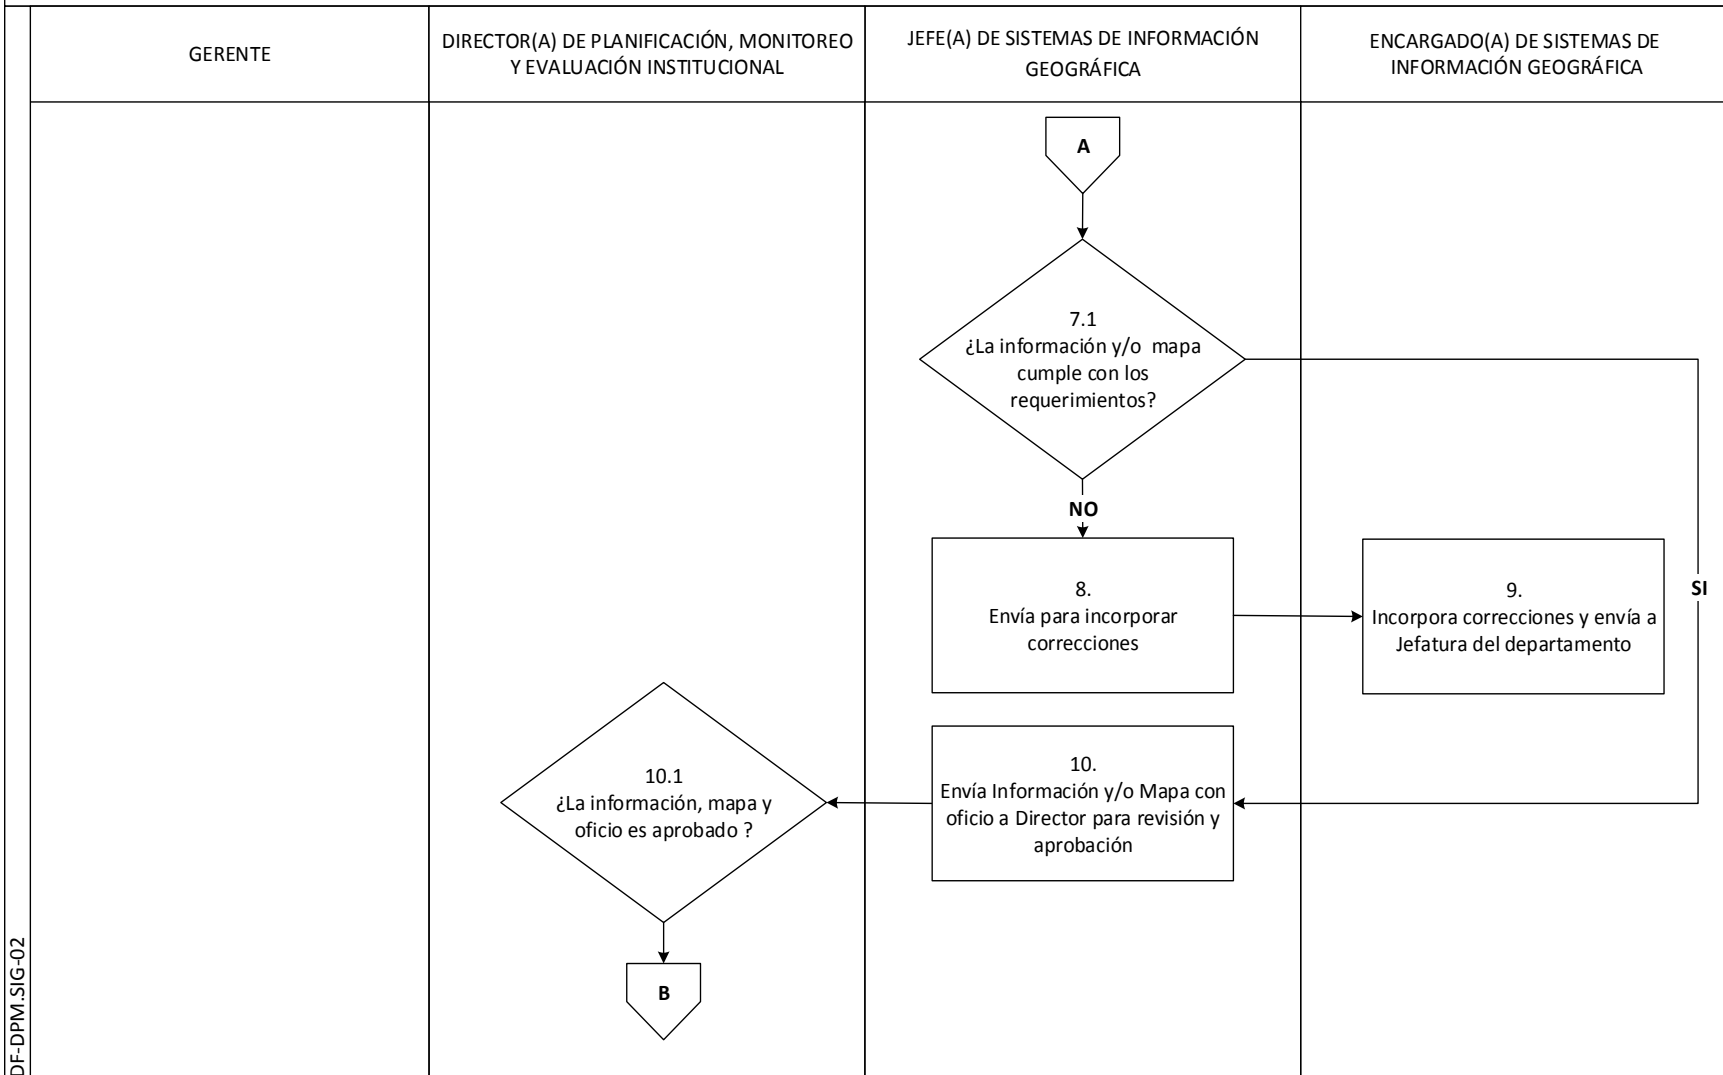 GERENTE
DIRECTOR(A) DE PLANIFICACIÓN, MONITOREO
Y EVALUACIÓN INSTITUCIONAL
JEFE(A) DE SISTEMAS DE INFORMACIÓN
GEOGRÁFICA
ENCARGADO(A) DE SISTEMAS DE
INFORMACIÓN GEOGRÁFICA
A
7.1
¿La información y/o mapa
cumple con los
requerimientos?
NO
8.
Envía para incorporar
correcciones
9.
Incorpora correcciones y envía a
Jefatura del departamento
SI
10.
Envía Información y/o Mapa con
oficio a Director para revisión y
aprobación
10.1
¿La información, mapa y
oficio es aprobado ?
B
DF-DPM.SIG-02